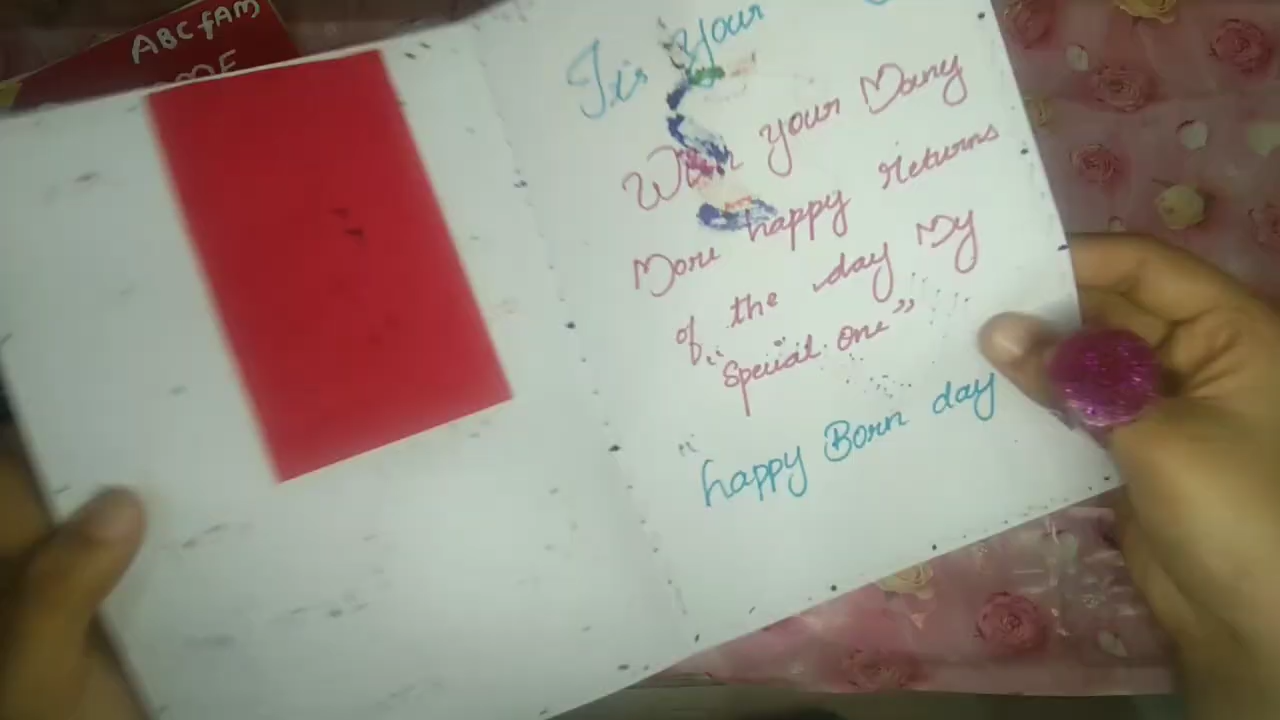 ABC fAM
It's Your
Wish your Many
More happy returns
of the day My
"Special One"
"happy Born day